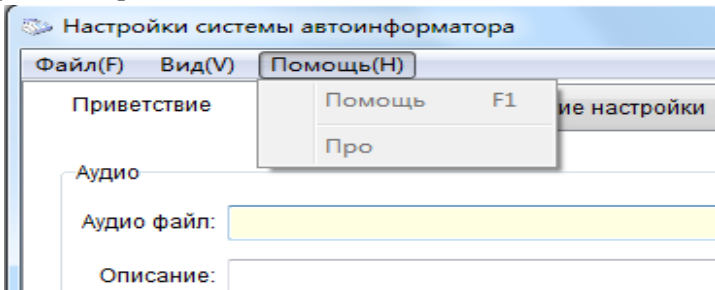 Настройки системы автоинформатора
Файл(F) Вид(V) Помощь(H)
Приветствие ие настройки
Помощь F1
Про
Аудио
Аудио файл:
Описание: